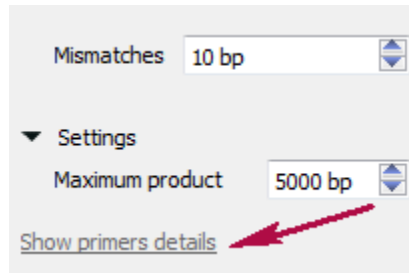 Mismatches 10 bp
Settings
Maximum product 5000 bp
Show primers details